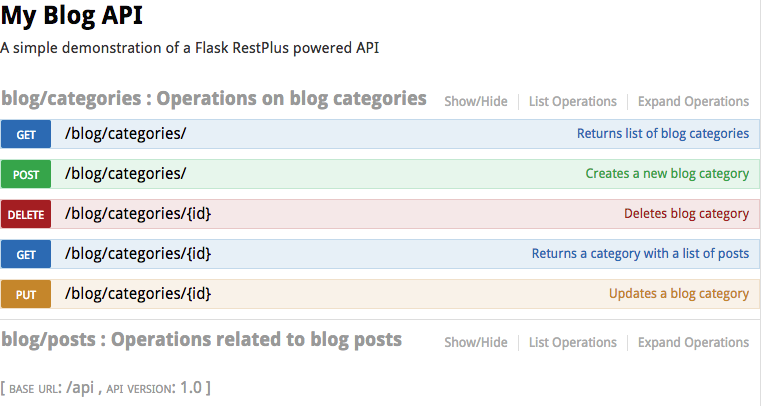 My Blog API
A simple demonstration of a Flask RestPlus powered API
blog/categories : Operations on blog categories Show/Hide List Operations Expand Operations
GET /blog/categories/ Returns list of blog categories
POST /blog/categories/ Creates a new blog category
DELETE /blog/categories/{id} Deletes blog category
GET /blog/categories/{id} Returns a category with a list of posts
PUT /blog/categories/{id} Updates a blog category
blog/posts : Operations related to blog posts Show/Hide List Operations Expand Operations
[ BASE URL: /api , API VERSION: 1.0 ]